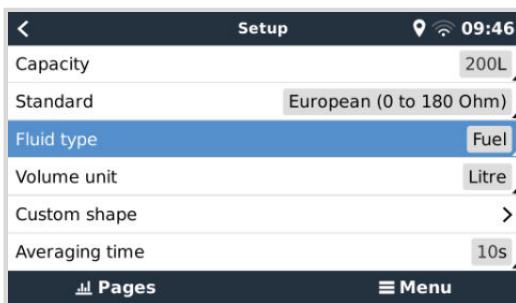 Setup 09:46
Capacity 200L
Standard European (0 to 180 Ohm)
Fluid type Fuel
Volume unit Litre
Custom shape
Averaging time 10s
Pages Menu